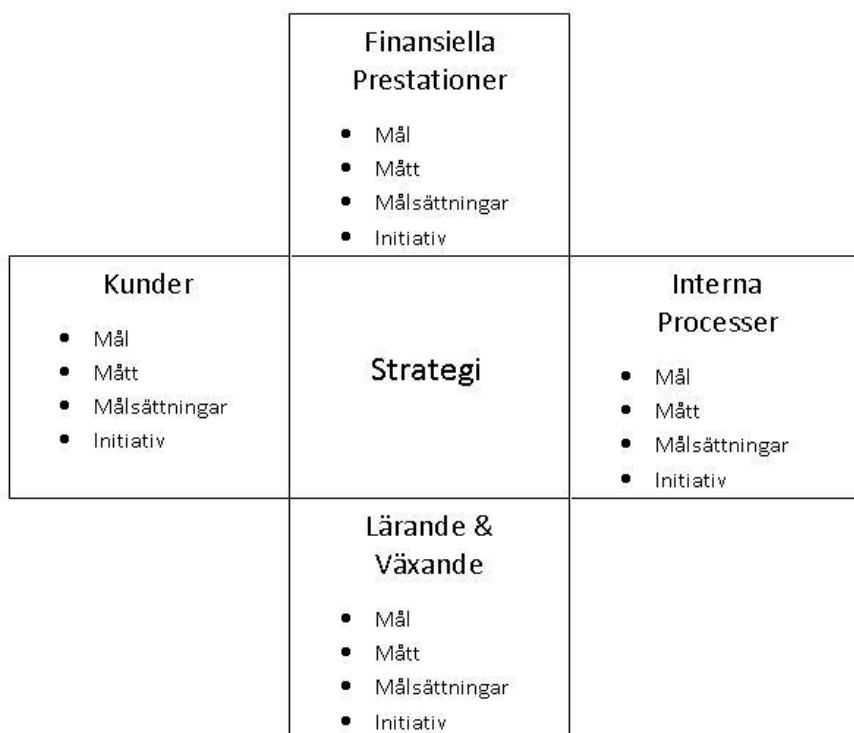 Finansiella
Prestationer
• Mål
• Mått
• Målsättningar
• Initiativ
Kunder
• Mål
• Mått
• Målsättningar
• Initiativ
Strategi
Interna
Processer
• Mål
• Mått
• Målsättningar
• Initiativ
Lärande &
Växande
• Mål
• Mått
• Målsättningar
• Initiativ